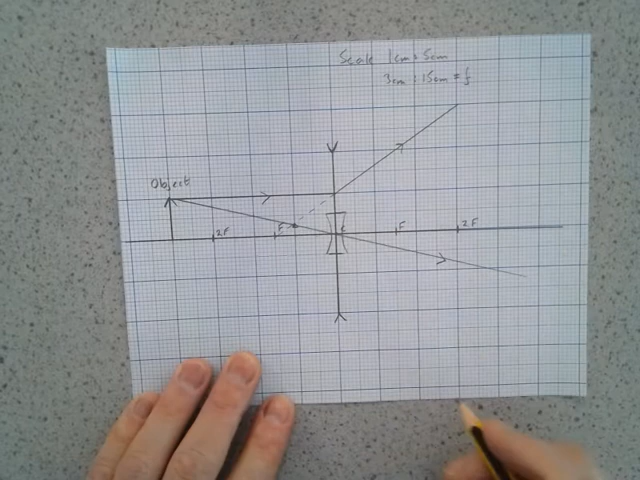 Scale 1cm : 5cm
3cm : 15cm = f
Object
2F
F
c
F
2F